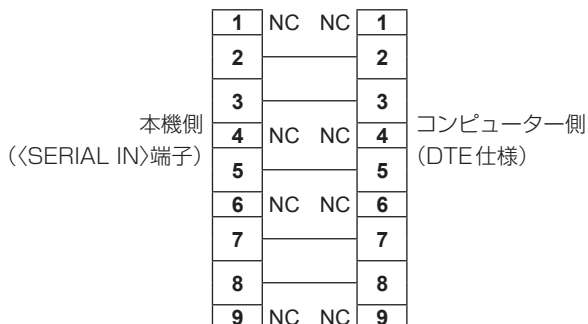 1 NC NC 1
2 2
3 3
本機側
(〈SERIAL IN〉端子)
4 NC NC 4
コンピューター側
(DTE仕様)
5 5
6 NC NC 6
7 7
8 8
9 NC NC 9